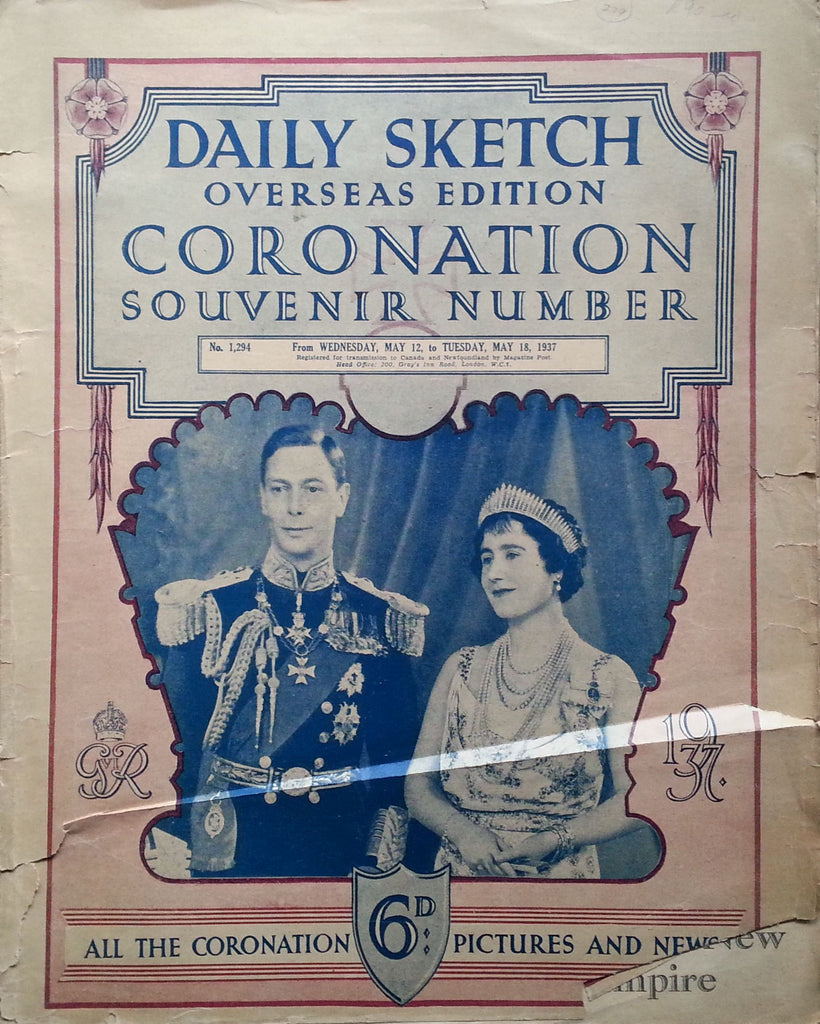 DAILY SKETCH
OVERSEAS EDITION
CORONATION
SOUVENIR NUMBER
No. 1,294 From WEDNESDAY, MAY 12, to TUESDAY, MAY 18, 1937
Registered for transmission to Canada and Newfoundland by Magazine Post.
Head Office: 200, Gray's Inn Road, London, W.C.1.
GVIR
1937.
6D
ALL THE CORONATION PICTURES AND NEWS
ew
mpire